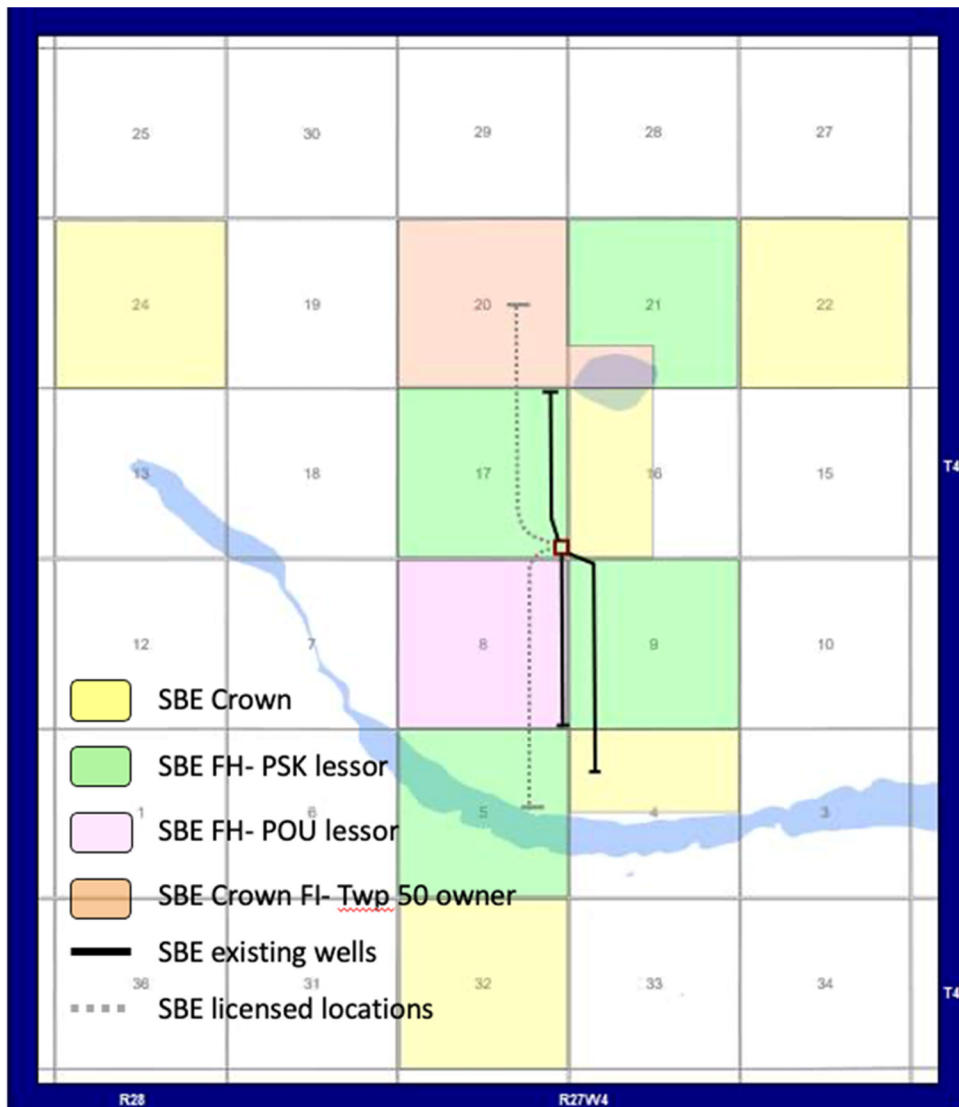 25 30 29 28 27
24 19 20 21 22
13 18 17 16 15
T4
12 7 8 9 10
SBE Crown
SBE FH- PSK lessor
SBE FH- POU lessor
1 6 5 4 3
SBE Crown FI- Twp 50 owner
SBE existing wells
36 31 32 33 34
T4
SBE licensed locations
R28 R27W4